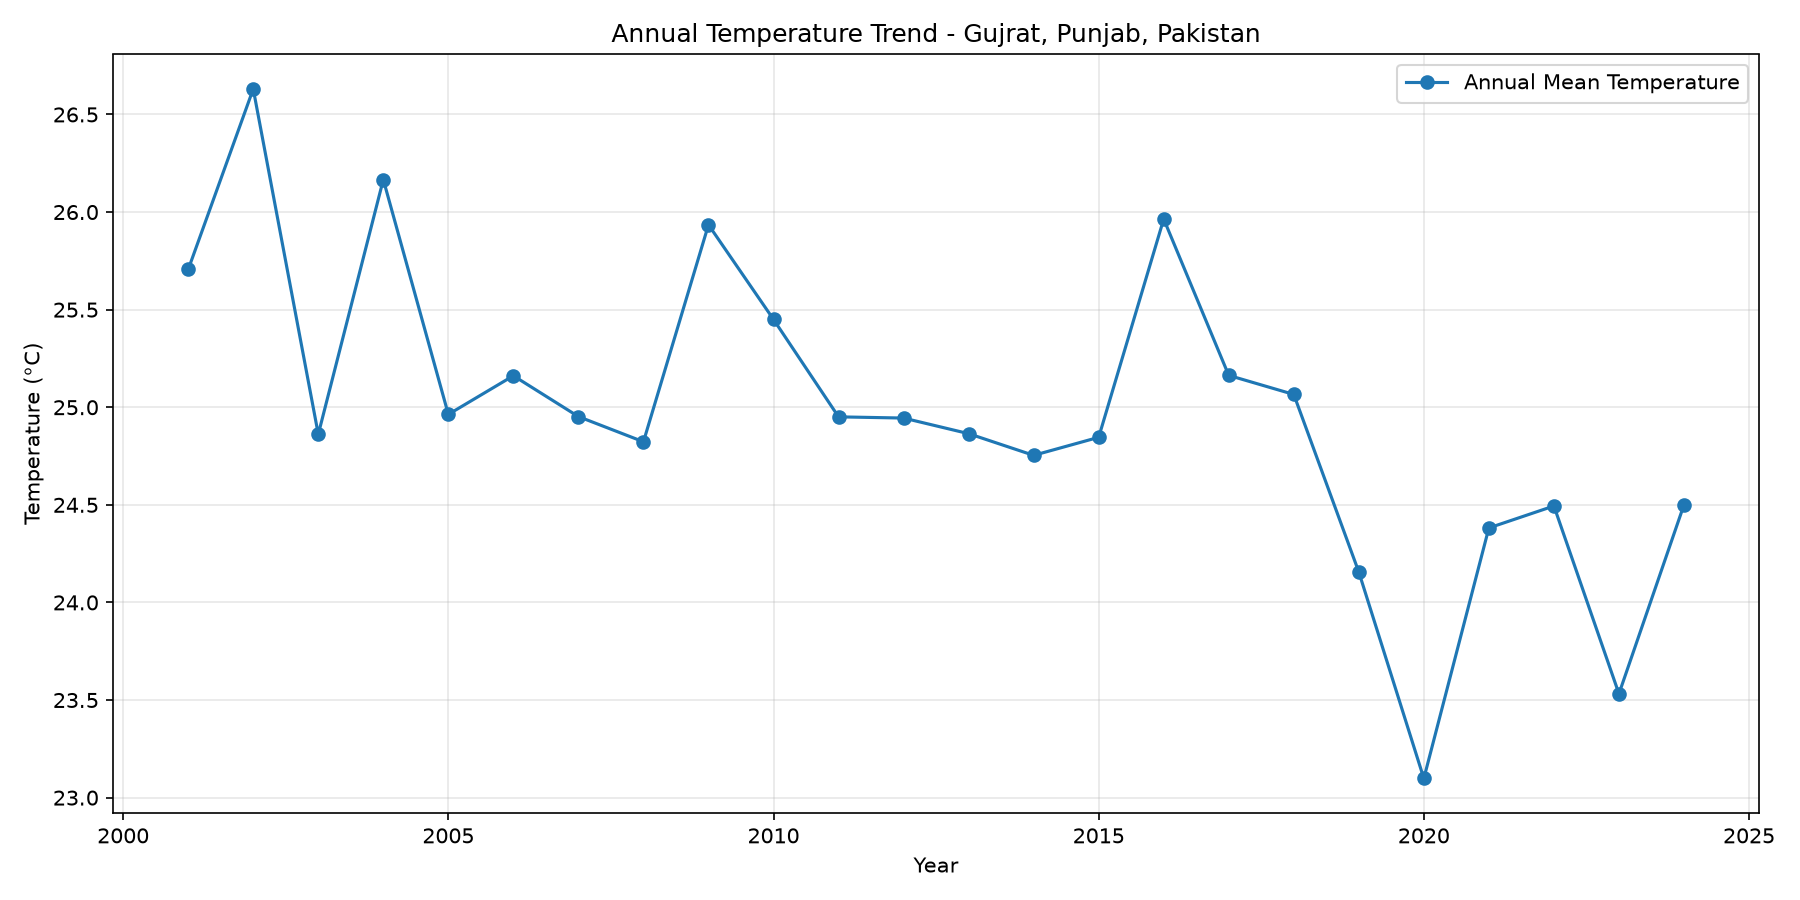 Annual Temperature Trend - Gujrat, Punjab, Pakistan
Annual Mean Temperature
Temperature (°C)
26.5
26.0
25.5
25.0
24.5
24.0
23.5
23.0
2000 2005 2010 2015 2020 2025
Year